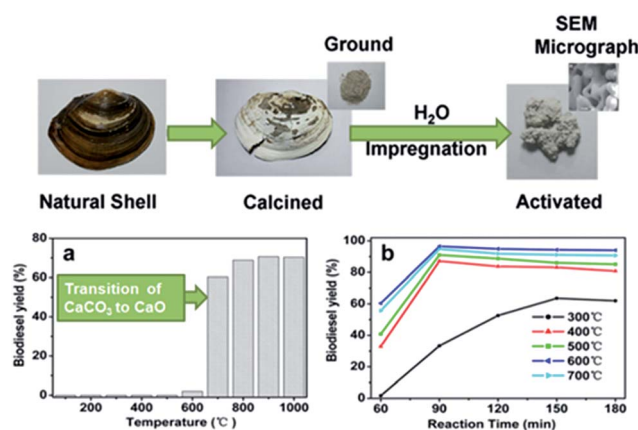 SEM
Micrograph
Ground
H₂O
Impregnation
Natural Shell
Calcined
Activated
a
Biodiesel yield (%)
80
60
40
20
0
Transition of
CaCO₃ to CaO
200
400
600
800
1000
Temperature (℃)
b
Biodiesel yield (%)
100
80
60
40
20
0
300℃
400℃
500℃
600℃
700℃
60
90
120
150
180
Reaction Time (min)